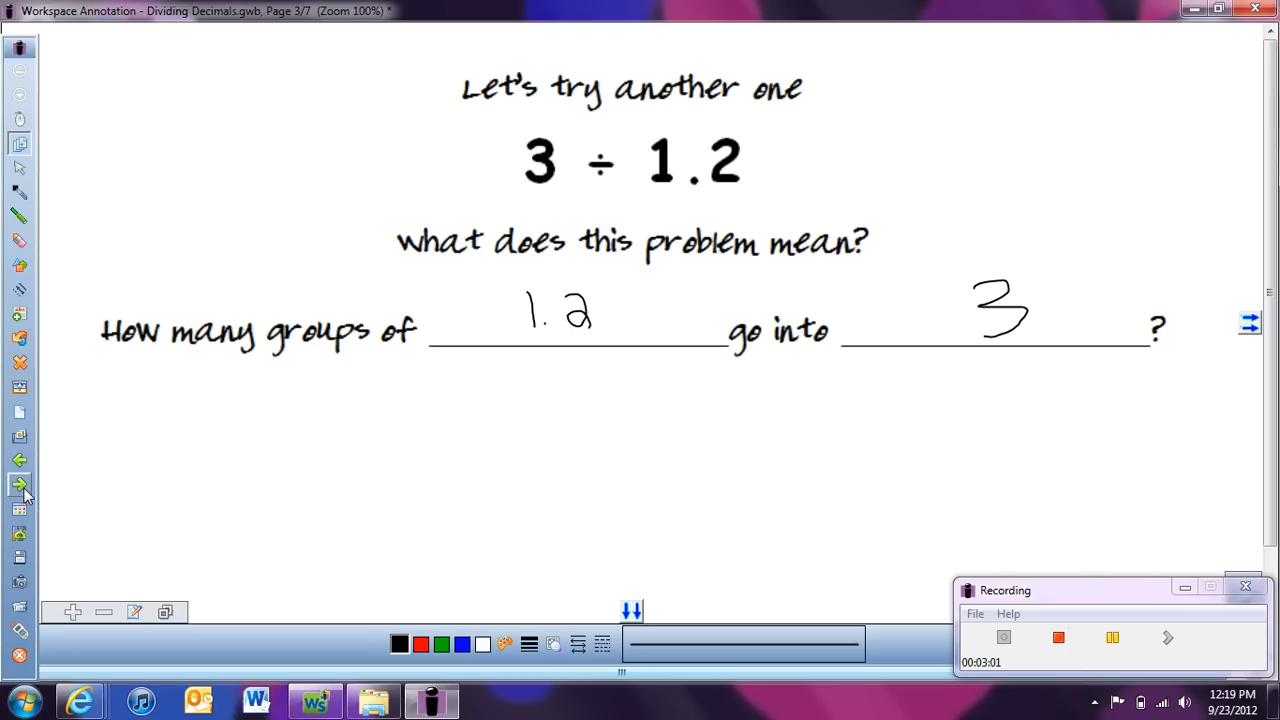 Workspace Annotation - Dividing Decimals.gwb, Page 3/7 (Zoom 100%) *
Let's try another one
3 ÷ 1.2
What does this problem mean?
How many groups of 1.2 go into 3 ?
Recording
File Help
00:03:01
12:19 PM
9/23/2012